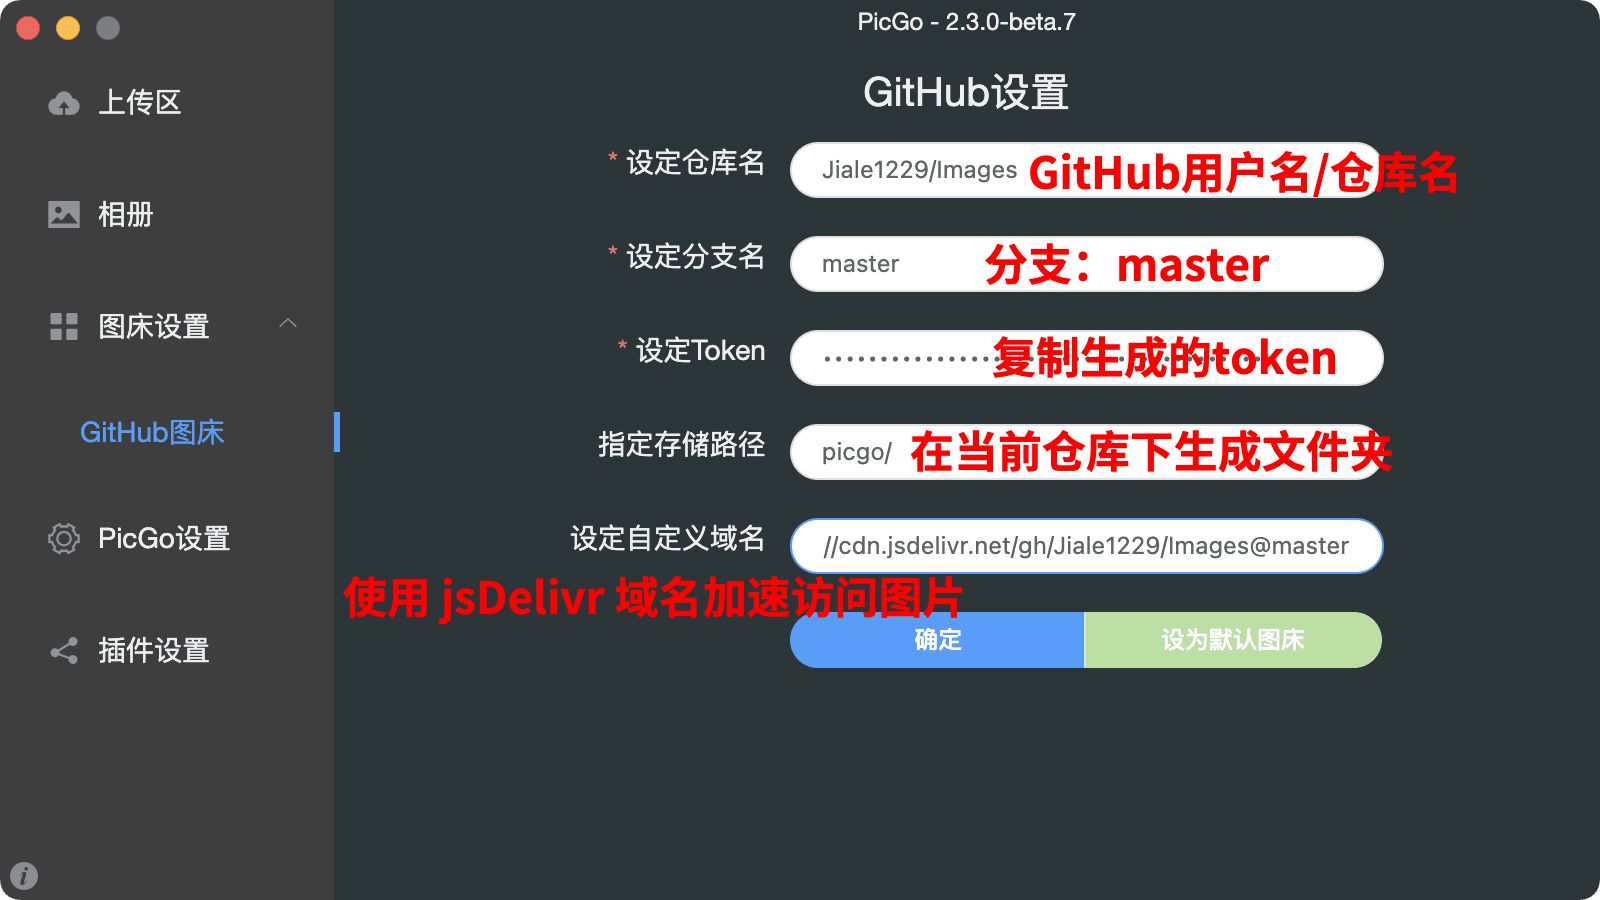 PicGo - 2.3.0-beta.7
上传区
相册
图床设置
GitHub图床
PicGo设置
插件设置
GitHub设置
* 设定仓库名
Jiale1229/Images
GitHub用户名/仓库名
* 设定分支名
master
分支：master
* 设定Token
复制生成的token
指定存储路径
picgo/
在当前仓库下生成文件夹
设定自定义域名
//cdn.jsdelivr.net/gh/Jiale1229/Images@master
使用 jsDelivr 域名加速访问图片
确定
设为默认图床